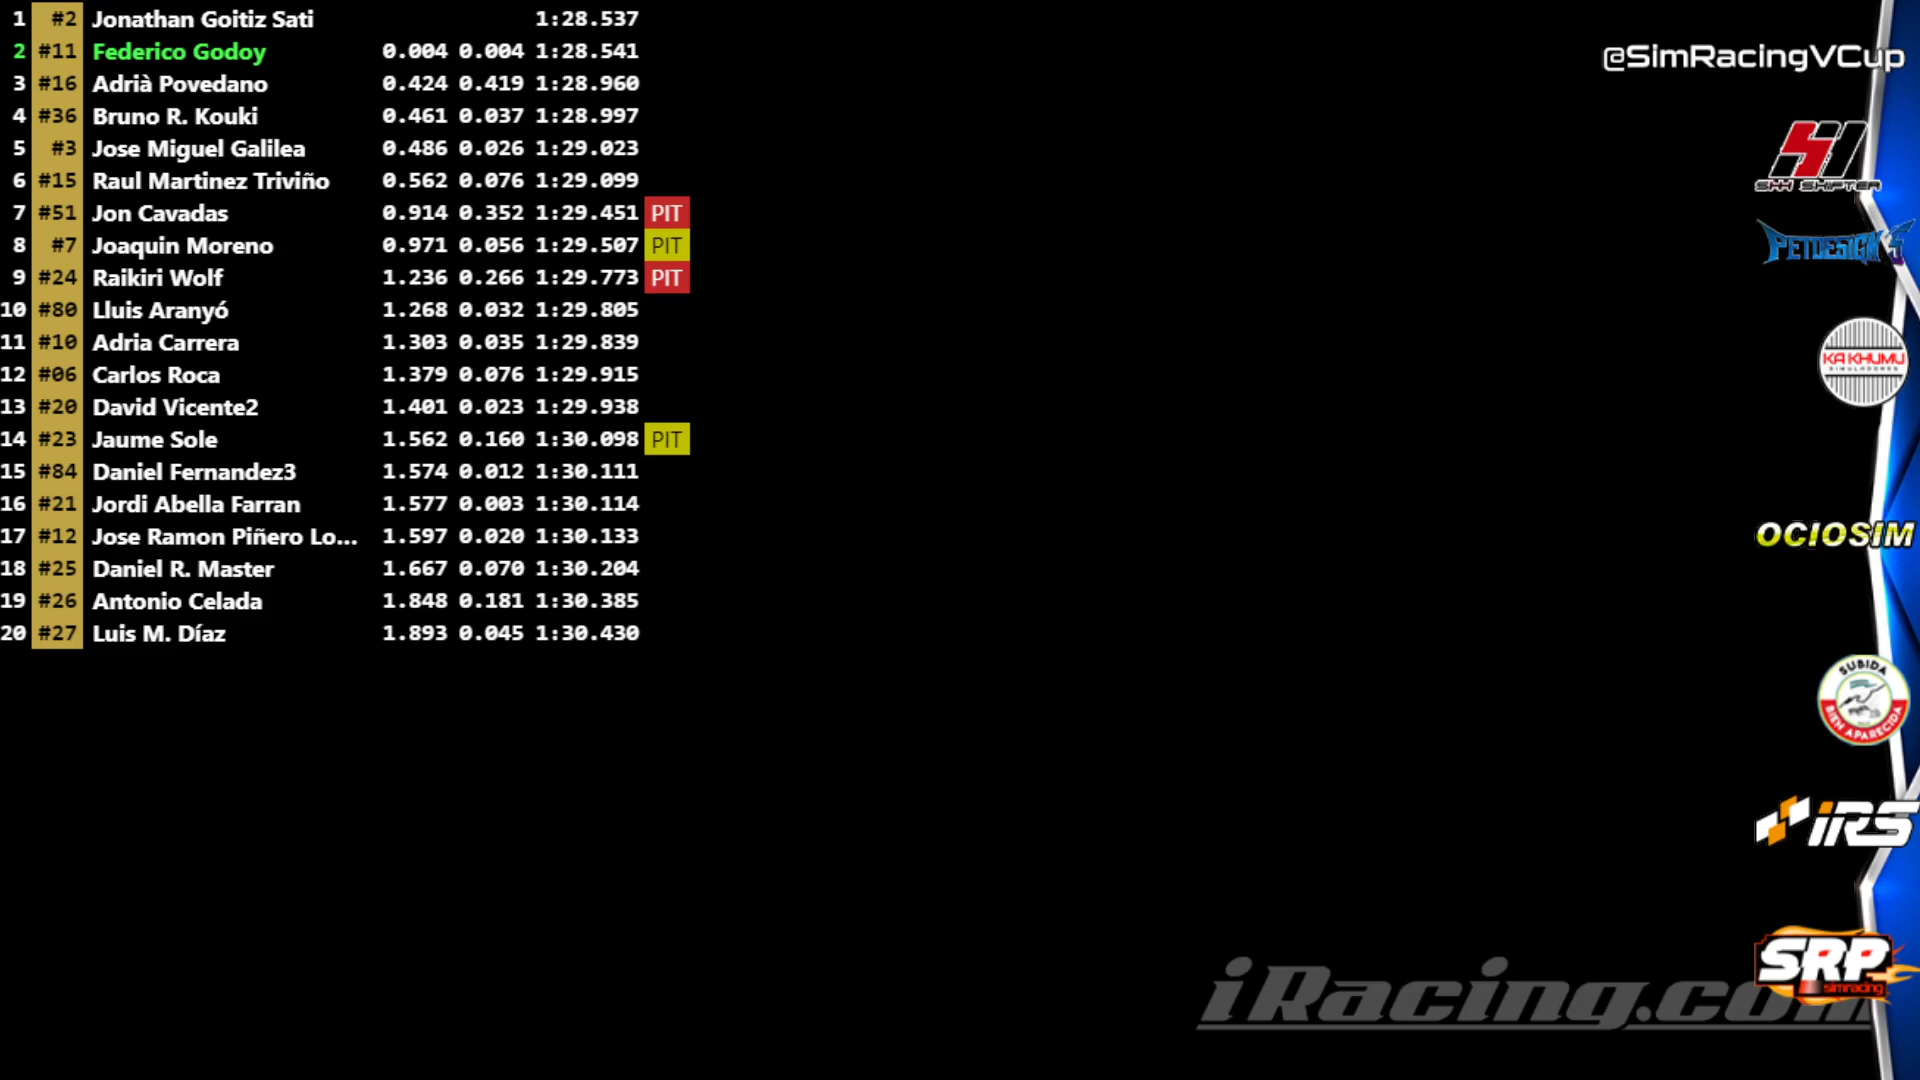 1 #2 Jonathan Goitiz Sati 1:28.537
2 #11 Federico Godoy 0.004 0.004 1:28.541
3 #16 Adrià Povedano 0.424 0.419 1:28.960
4 #36 Bruno R. Kouki 0.461 0.037 1:28.997
5 #3 Jose Miguel Galilea 0.486 0.026 1:29.023
6 #15 Raul Martinez Triviño 0.562 0.076 1:29.099
7 #51 Jon Cavadas 0.914 0.352 1:29.451 PIT
8 #7 Joaquin Moreno 0.971 0.056 1:29.507 PIT
9 #24 Raikiri Wolf 1.236 0.266 1:29.773 PIT
10 #80 Lluis Aranyó 1.268 0.032 1:29.805
11 #10 Adria Carrera 1.303 0.035 1:29.839
12 #06 Carlos Roca 1.379 0.076 1:29.915
13 #20 David Vicente2 1.401 0.023 1:29.938
14 #23 Jaume Sole 1.562 0.160 1:30.098 PIT
15 #84 Daniel Fernandez3 1.574 0.012 1:30.111
16 #21 Jordi Abella Farran 1.577 0.003 1:30.114
17 #12 Jose Ramon Piñero Lo... 1.597 0.020 1:30.133
18 #25 Daniel R. Master 1.667 0.070 1:30.204
19 #26 Antonio Celada 1.848 0.181 1:30.385
20 #27 Luis M. Díaz 1.893 0.045 1:30.430
@SimRacingVCup
SHH SHIFTER
PETDESIGN'S
KAKHUMU
SIMULADORES
OCIOSIM
SUBIDA
BIEN APARECIDA
iRS
SRP
simracing
iRacing.com